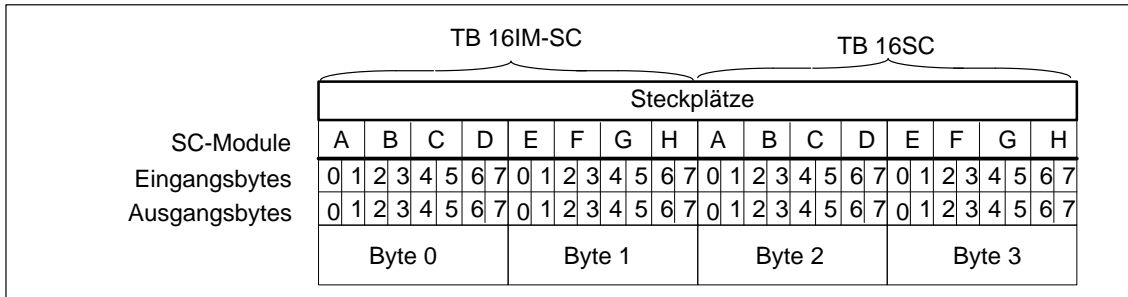 TB 16IM-SC TB 16SC
Steckplätze
SC-Module A B C D E F G H A B C D E F G H
Eingangsbytes 0 1 2 3 4 5 6 7 0 1 2 3 4 5 6 7 0 1 2 3 4 5 6 7 0 1 2 3 4 5 6 7
Ausgangsbytes 0 1 2 3 4 5 6 7 0 1 2 3 4 5 6 7 0 1 2 3 4 5 6 7 0 1 2 3 4 5 6 7
Byte 0 Byte 1 Byte 2 Byte 3